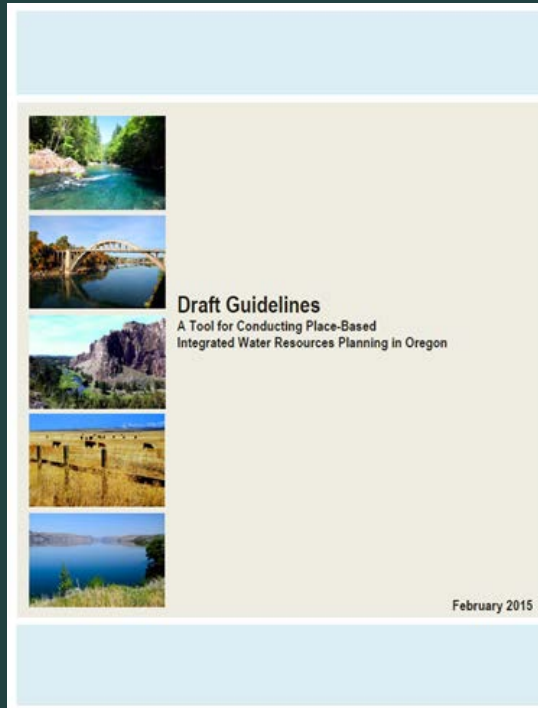 Draft Guidelines
A Tool for Conducting Place-Based
Integrated Water Resources Planning in Oregon
February 2015